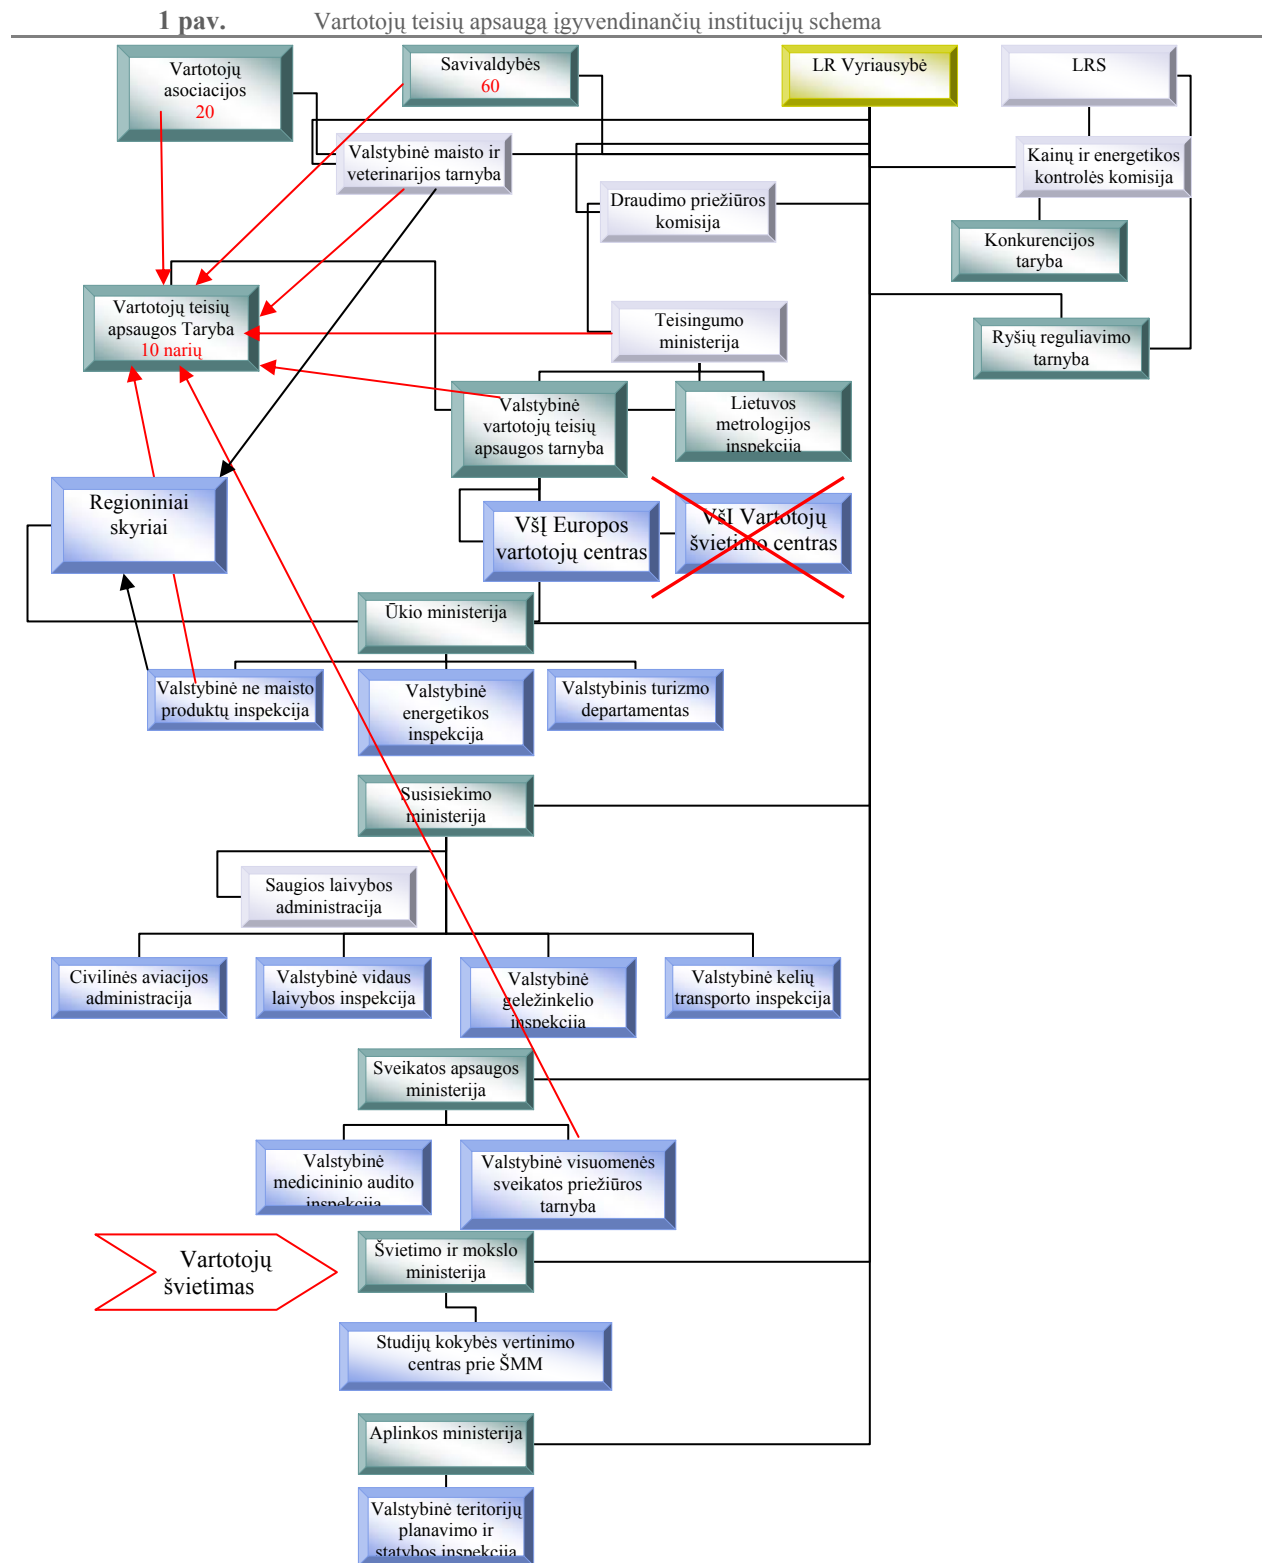 1 pav. Vartotojų teisių apsaugą įgyvendinančių institucijų schema
Vartotojų
asociacijos
20
Savivaldybės
60
LR Vyriausybė
LRS
Valstybinė maisto ir
veterinarijos tarnyba
Kainų ir energetikos
kontrolės komisija
Draudimo priežiūros
komisija
Konkurencijos
taryba
Vartotojų teisių
apsaugos Taryba
10 narių
Teisingumo
ministerija
Ryšių reguliavimo
tarnyba
Valstybinė
vartotojų teisių
apsaugos tarnyba
Lietuvos
metrologijos
inspekcija
Regioniniai
skyriai
VšĮ Europos
vartotojų centras
VšĮ Vartotojų
švietimo centras
Ūkio ministerija
Valstybinė ne maisto
produktų inspekcija
Valstybinė
energetikos
inspekcija
Valstybinis turizmo
departamentas
Susisiekimo
ministerija
Saugios laivybos
administracija
Civilinės aviacijos
administracija
Valstybinė vidaus
laivybos inspekcija
Valstybinė
geležinkelio
inspekcija
Valstybinė kelių
transporto inspekcija
Sveikatos apsaugos
ministerija
Valstybinė
medicininio audito
inspekcija
Valstybinė visuomenės
sveikatos priežiūros
tarnyba
Vartotojų
švietimas
Švietimo ir mokslo
ministerija
Studijų kokybės vertinimo
centras prie ŠMM
Aplinkos ministerija
Valstybinė teritorijų
planavimo ir
statybos inspekcija